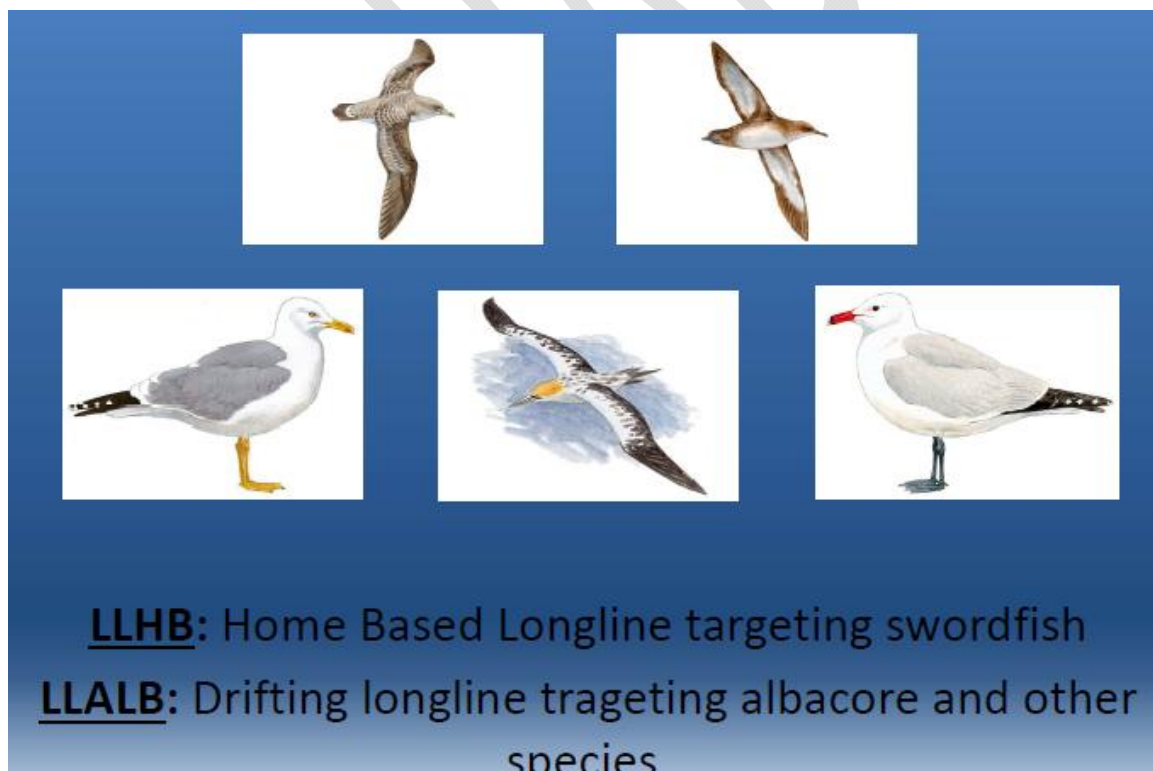 LLHB: Home Based Longline targeting swordfish
LLALB: Drifting longline trageting albacore and other
species